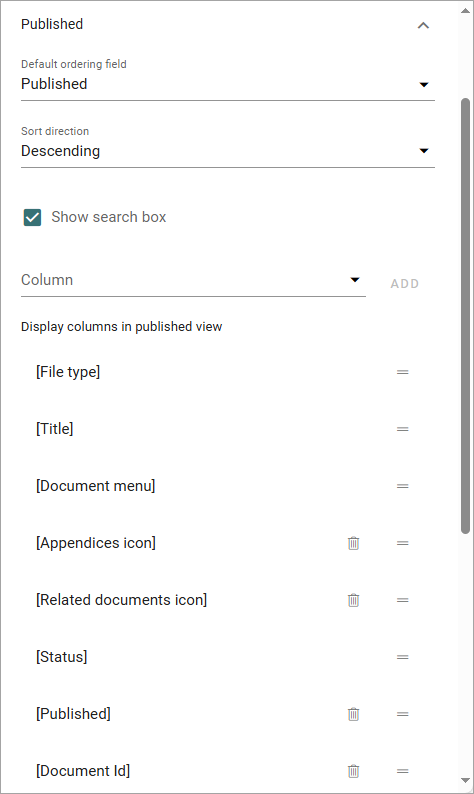 Published
Default ordering field
Published
Sort direction
Descending
Show search box
Column
ADD
Display columns in published view
[File type]
[Title]
[Document menu]
[Appendices icon]
[Related documents icon]
[Status]
[Published]
[Document Id]